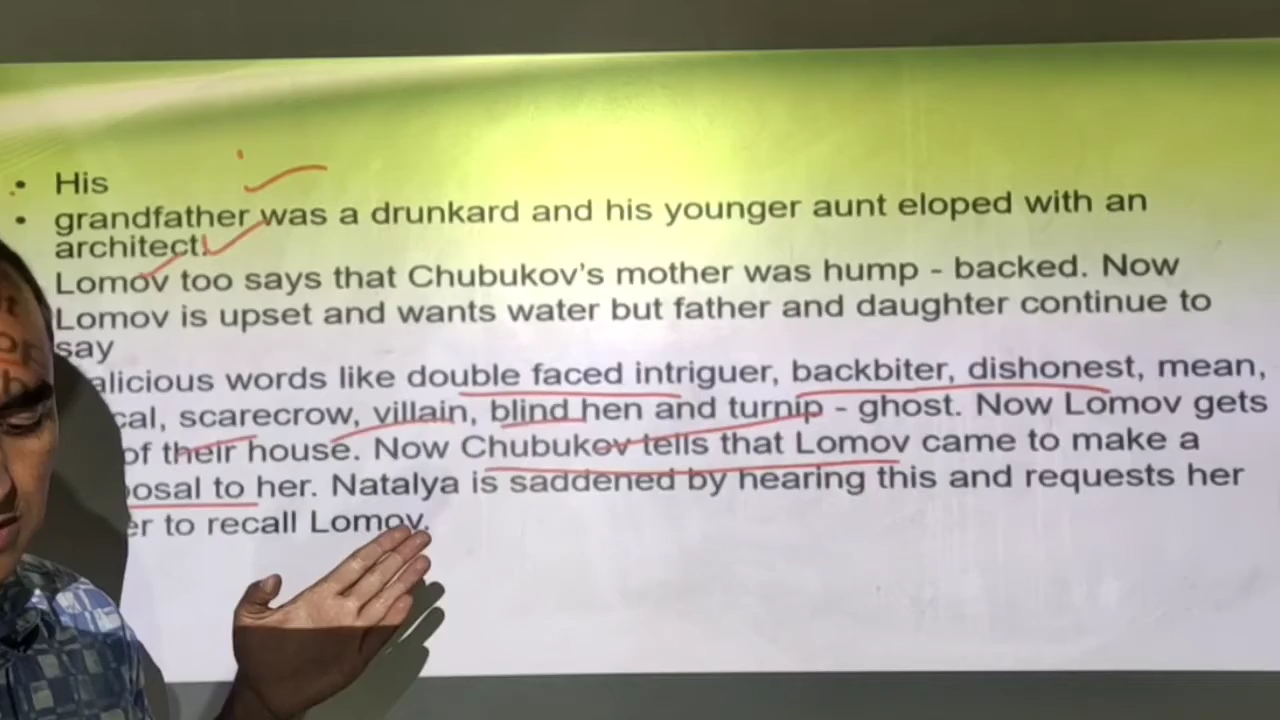 • His
• grandfather was a drunkard and his younger aunt eloped with an
architect.
Lomov too says that Chubukov's mother was hump - backed. Now
Lomov is upset and wants water but father and daughter continue to
say
alicious words like double faced intriguer, backbiter, dishonest, mean,
cal, scarecrow, villain, blind hen and turnip - ghost. Now Lomov gets
of their house. Now Chubukov tells that Lomov came to make a
osal to her. Natalya is saddened by hearing this and requests her
er to recall Lomov.